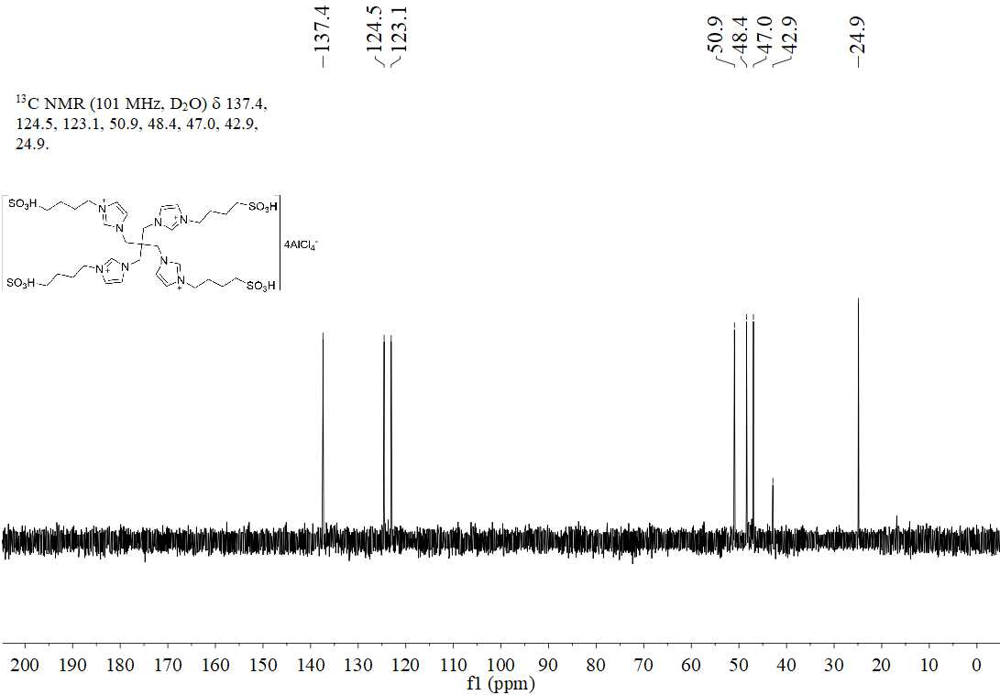 137.4
124.5
123.1
50.9
48.4
47.0
42.9
24.9
¹³C NMR (101 MHz, D₂O) δ 137.4,
124.5, 123.1, 50.9, 48.4, 47.0, 42.9,
24.9.
SO₃H N⁺ N N N⁺ SO₃H
N N
4AlCl₄⁻
SO₃H N⁺ N N N⁺ SO₃H
200 190 180 170 160 150 140 130 120 110 100 90 80 70 60 50 40 30 20 10 0
f1 (ppm)